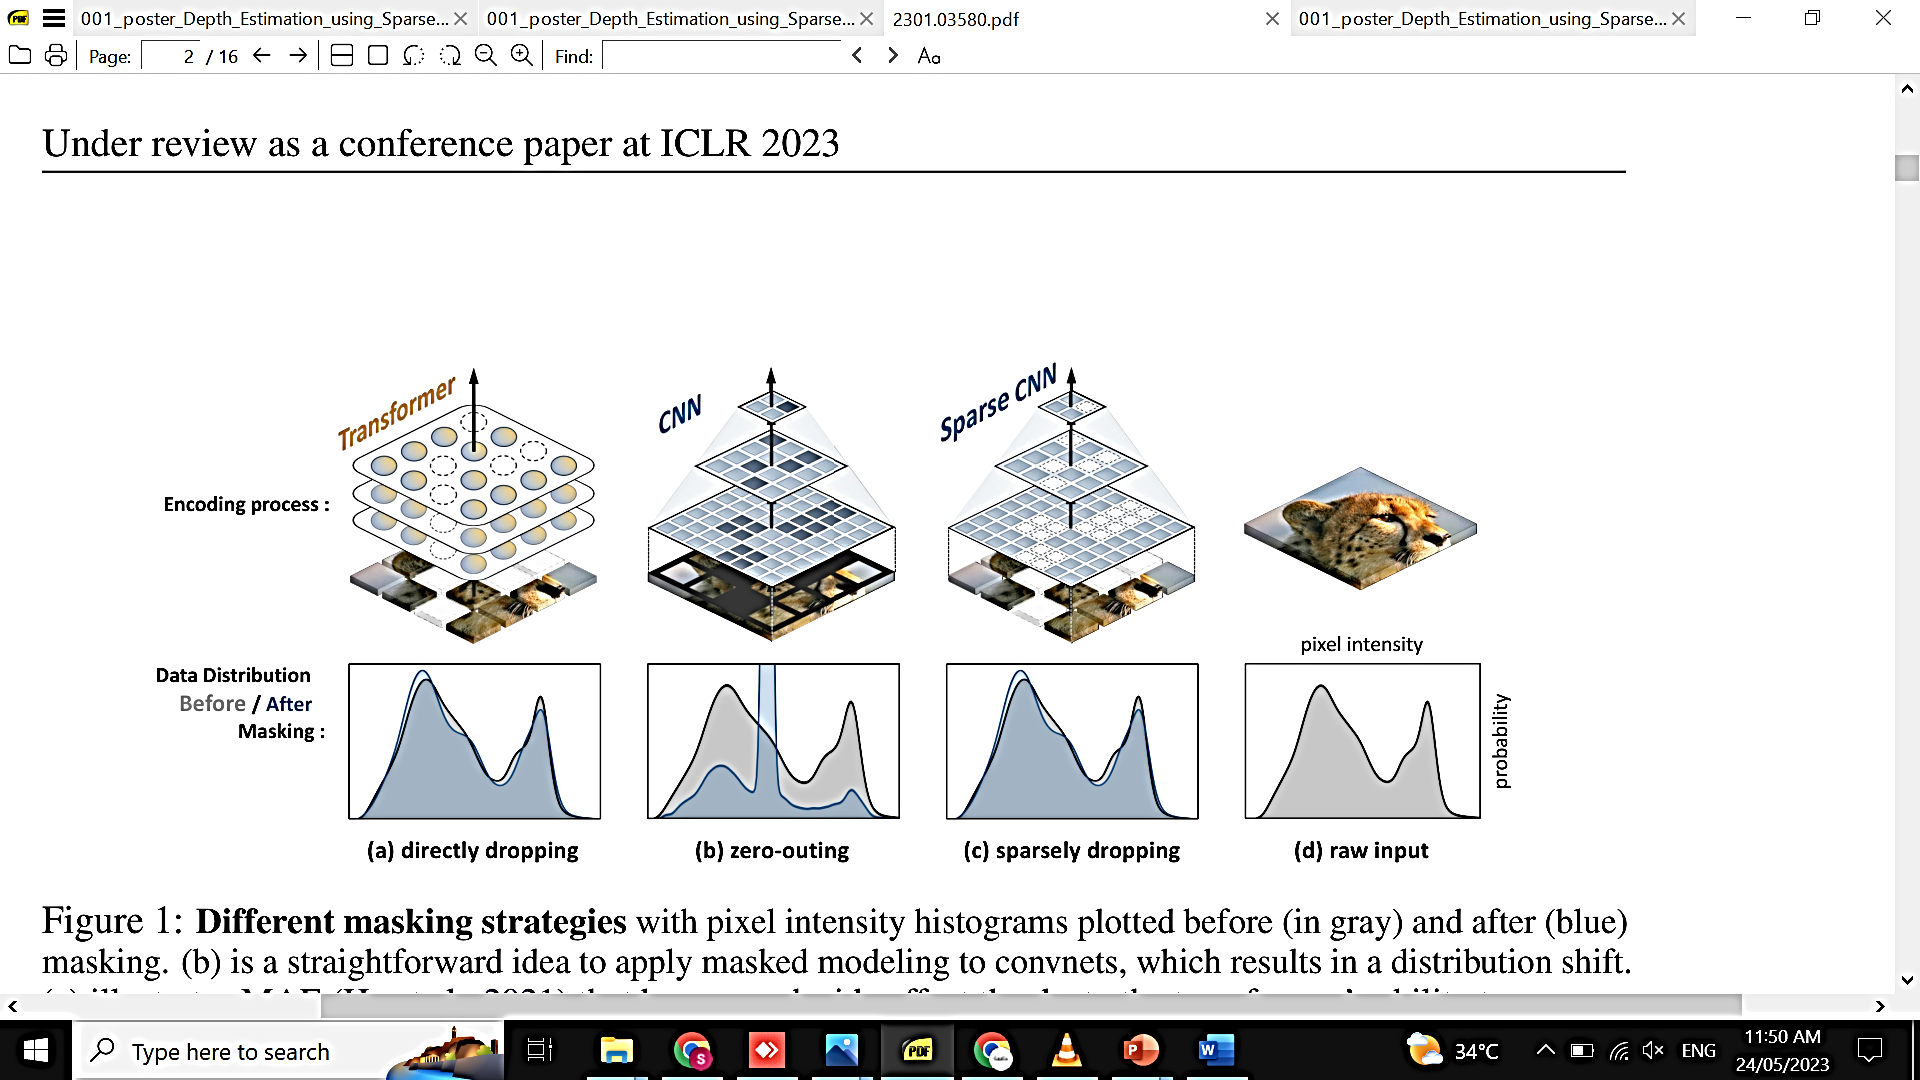 001_poster_Depth_Estimation_using_Sparse...
001_poster_Depth_Estimation_using_Sparse...
2301.03580.pdf
001_poster_Depth_Estimation_using_Sparse...
Page: 2 / 16
Find:
Aa
Under review as a conference paper at ICLR 2023
Transformer
CNN
Sparse CNN
Encoding process :
pixel intensity
Data Distribution
Before / After
Masking :
probability
(a) directly dropping
(b) zero-outing
(c) sparsely dropping
(d) raw input
Figure 1: Different masking strategies with pixel intensity histograms plotted before (in gray) and after (blue)
masking. (b) is a straightforward idea to apply masked modeling to convnets, which results in a distribution shift.
PDF
Type here to search
S
PDF
P
W
34°C
ENG
11:50 AM
24/05/2023